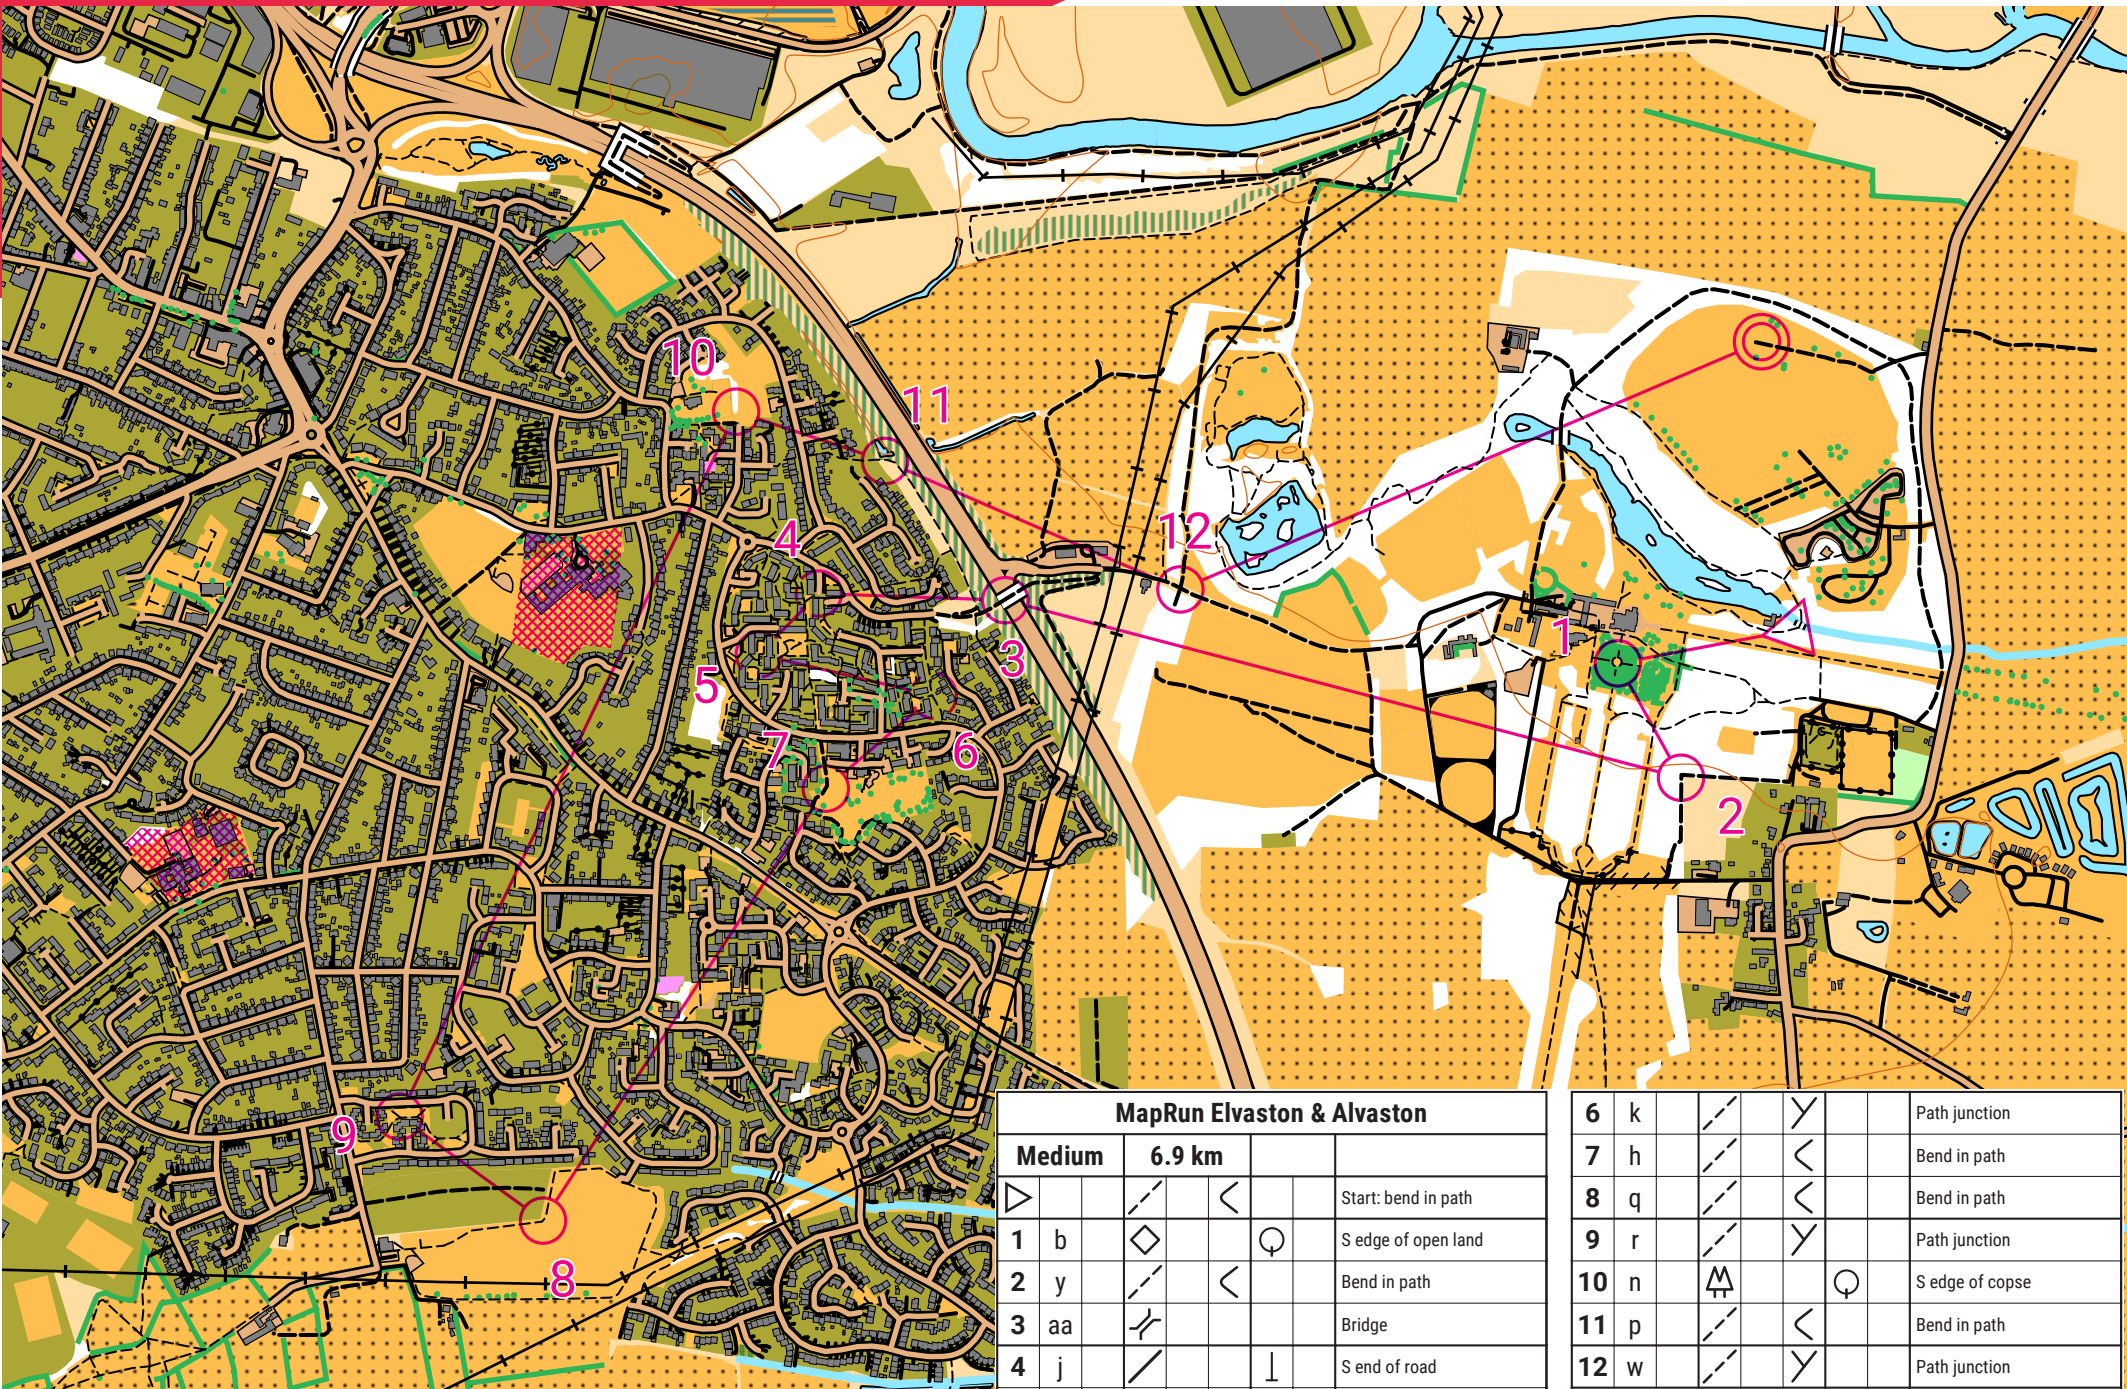 10
11
12
4
1
3
5
6
7
2
9
8
MapRun Elvaston & Alvaston
Medium 6.9 km
Start: bend in path
1 b S edge of open land
2 y Bend in path
3 aa Bridge
4 j S end of road
6 k Path junction
7 h Bend in path
8 q Bend in path
9 r Path junction
10 n S edge of copse
11 p Bend in path
12 w Path junction